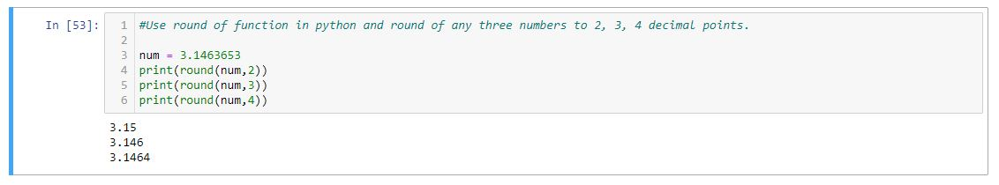 In [53]:
1 #Use round of function in python and round of any three numbers to 2, 3, 4 decimal points.
2
3 num = 3.1463653
4 print(round(num,2))
5 print(round(num,3))
6 print(round(num,4))
3.15
3.146
3.1464